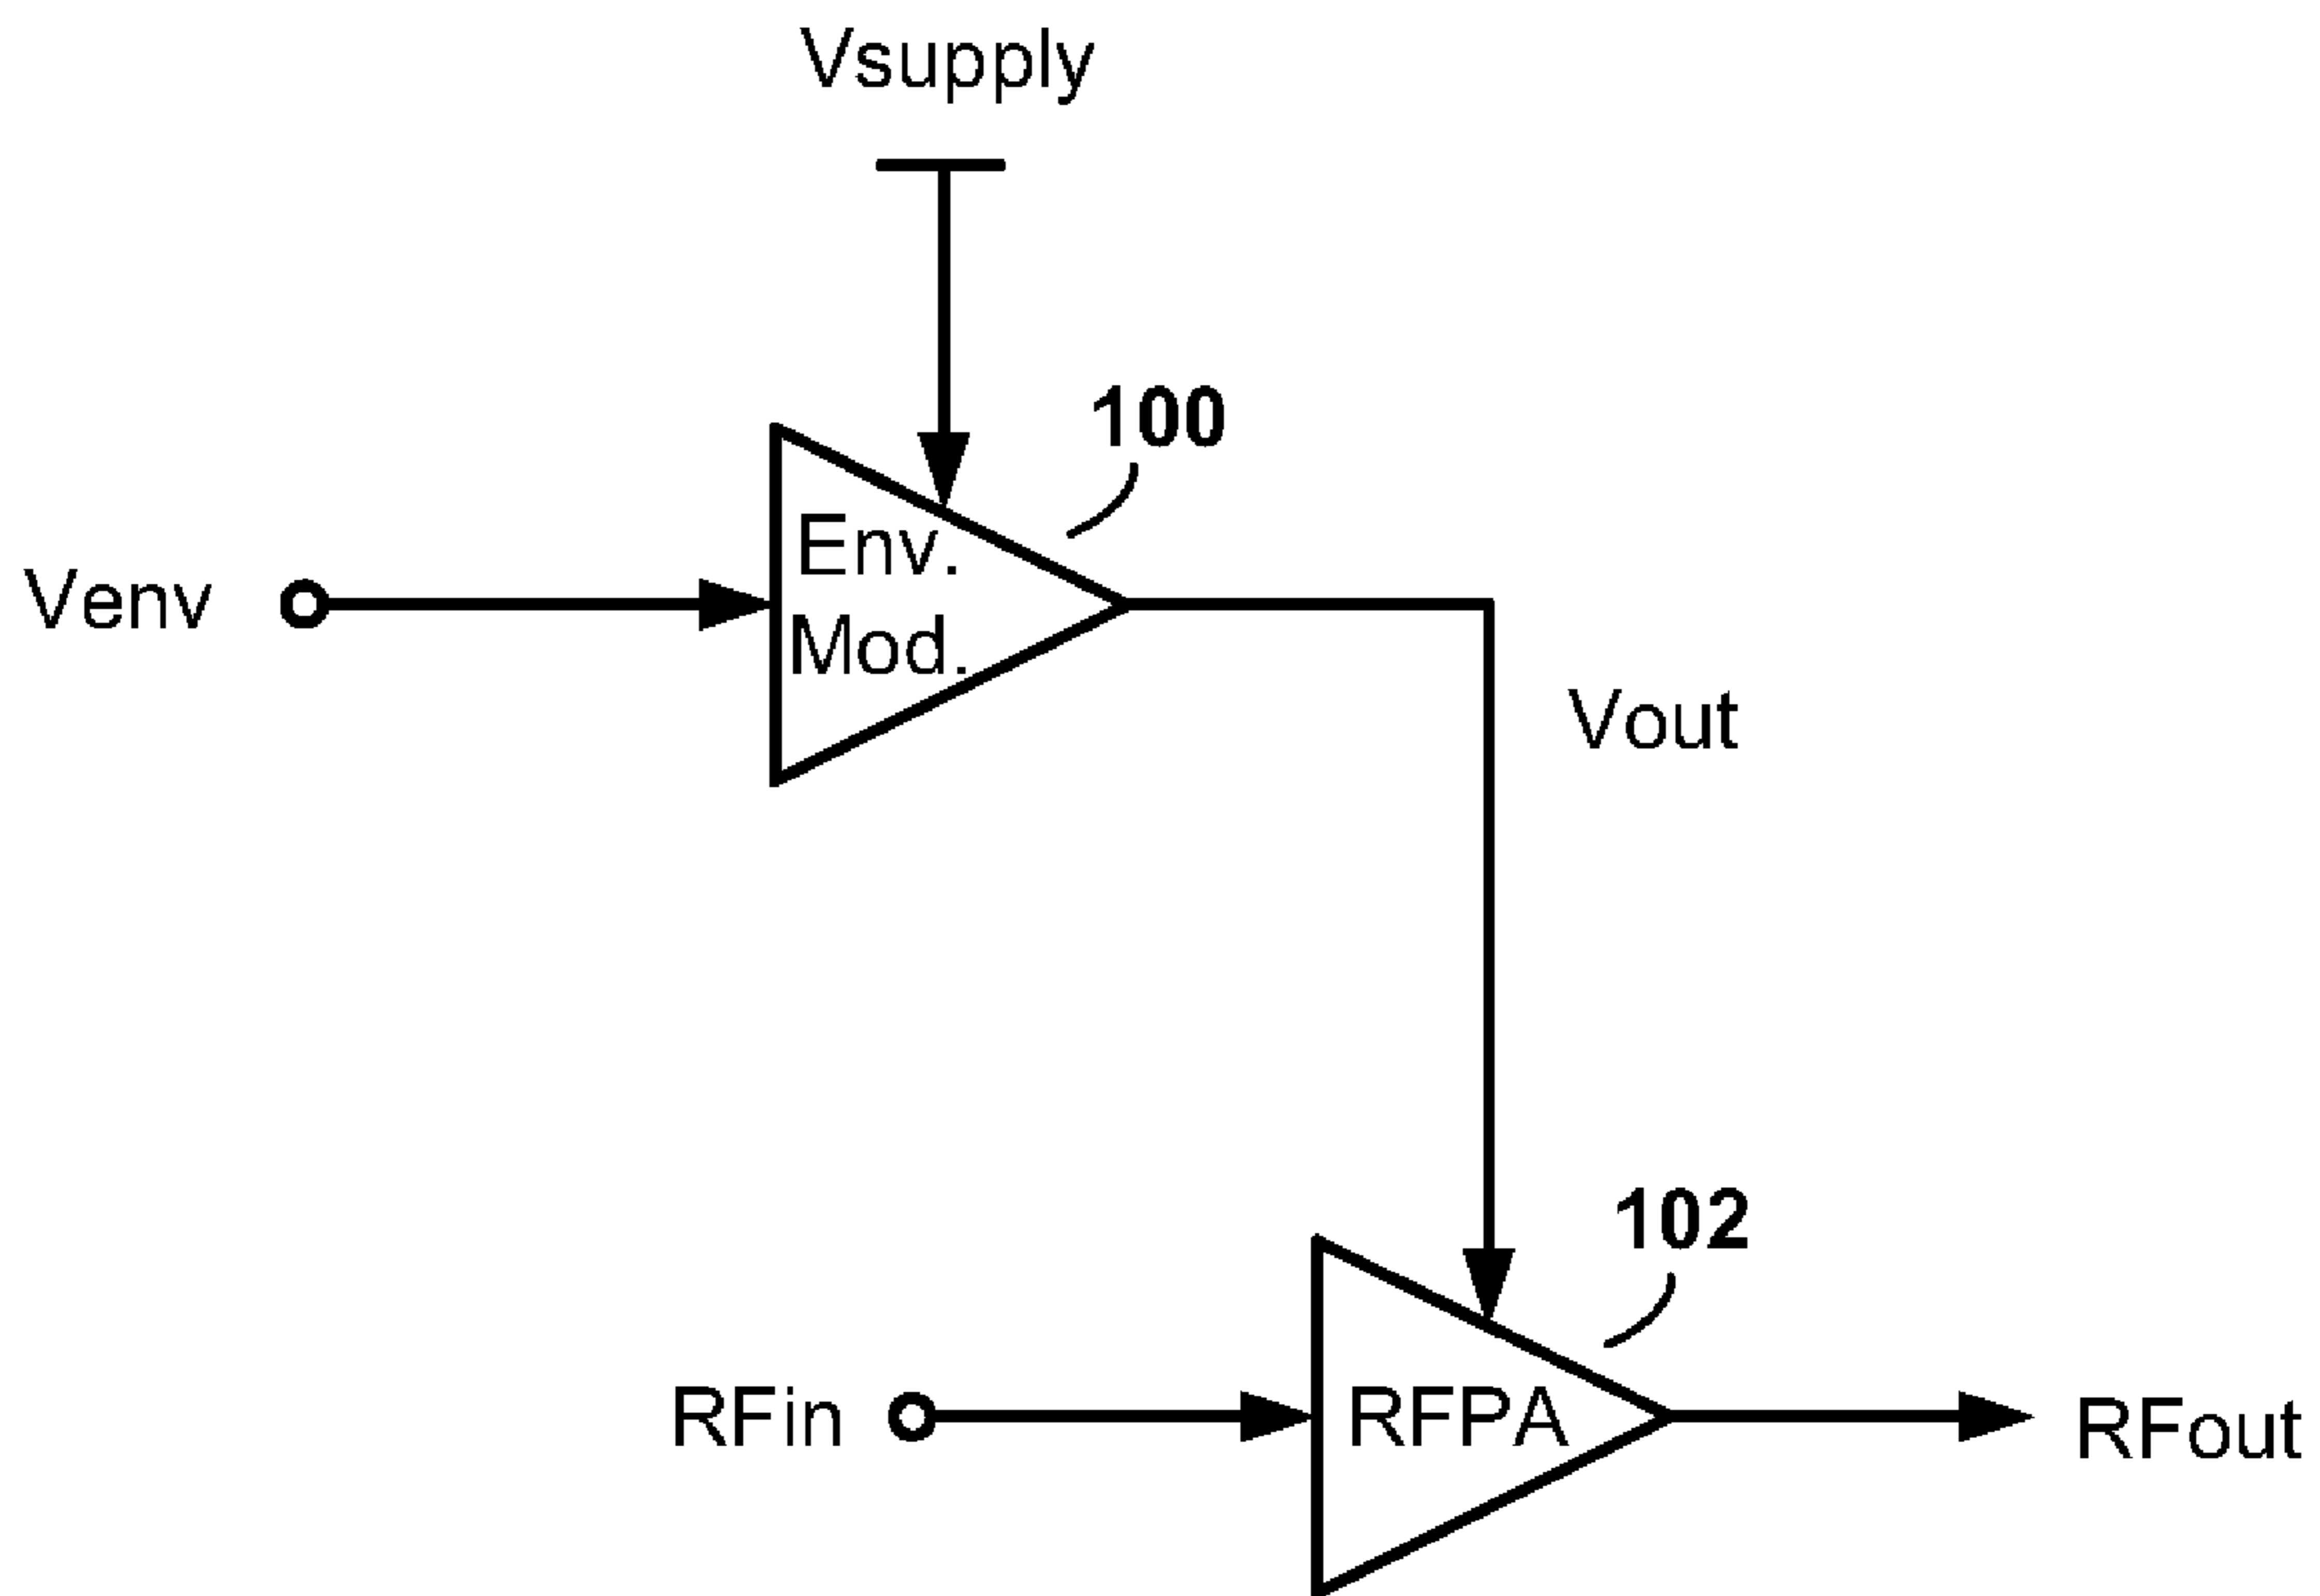 Vsupply
100
Env.
Mod.
Venv
Vout
102
RFin
RFPA
RFout